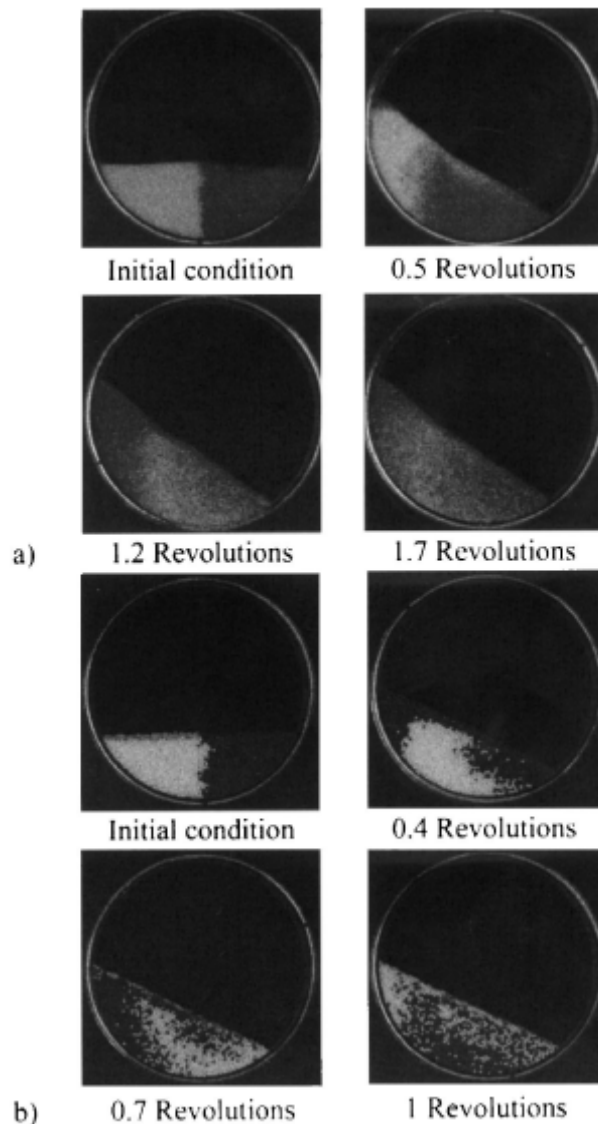 Initial condition
0.5 Revolutions
a)
1.2 Revolutions
1.7 Revolutions
Initial condition
0.4 Revolutions
b)
0.7 Revolutions
1 Revolutions